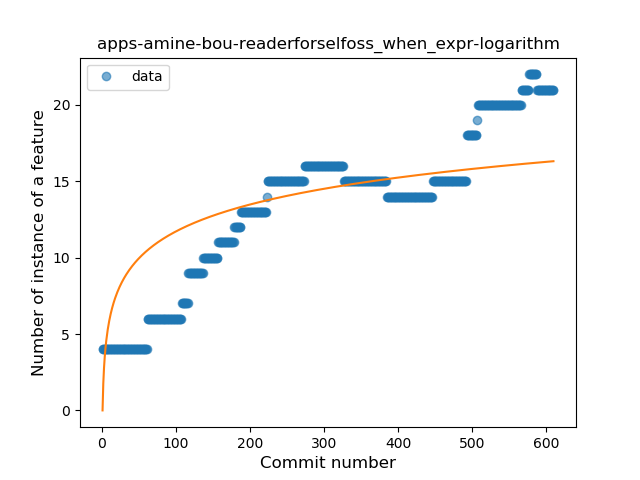 apps-amine-bou-readerforselfoss_when_expr-logarithm
data
Number of instance of a feature
20
15
10
5
0
0 100 200 300 400 500 600
Commit number